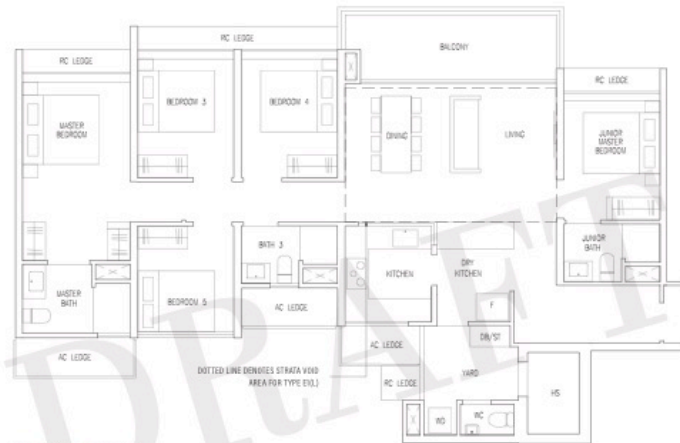 BALCONY
RC LEDGE
RC LEDGE
RC LEDGE
MASTER
BEDROOM
BEDROOM 3
BEDROOM 4
DINING
LIVING
JUNIOR
MASTER
BEDROOM
BATH 3
JUNIOR
BATH
KITCHEN
DRY
KITCHEN
MASTER
BATH
BEDROOM 5
AC LEDGE
F
DB/ST
AC LEDGE
AC LEDGE
DOTTED LINE DENOTES STRATA VOID
AREA FOR TYPE E1(L)
YARD
RC LEDGE
HS
WD
WC
DRAFT